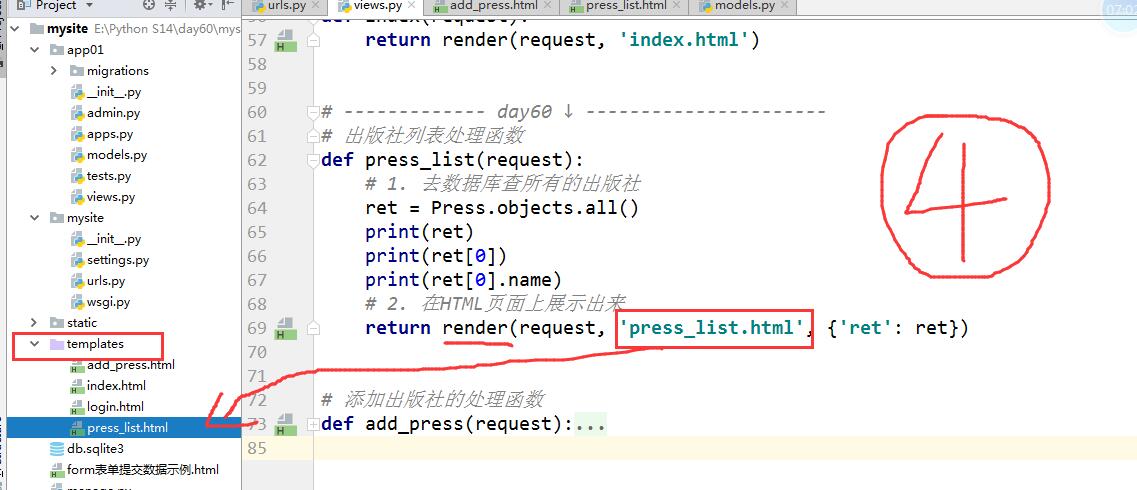 Project
urls.py
views.py
add_press.html
press_list.html
models.py
07:0
mysite E:\Python S14\day60\mys
app01
migrations
__init__.py
admin.py
apps.py
models.py
tests.py
views.py
mysite
__init__.py
settings.py
urls.py
wsgi.py
static
templates
add_press.html
index.html
login.html
press_list.html
db.sqlite3
form表单提交数据示例.html
manage.py
def index(request):
57 return render(request, 'index.html')
58
59
60 # ------------- day60 ↓ ------------------------
61 # 出版社列表处理函数
62 def press_list(request):
63 # 1. 去数据库查所有的出版社
64 ret = Press.objects.all()
65 print(ret)
66 print(ret[0])
67 print(ret[0].name)
68 # 2. 在HTML页面上展示出来
69 return render(request, 'press_list.html', {'ret': ret})
70
71
72 # 添加出版社的处理函数
73 def add_press(request):...
85
4